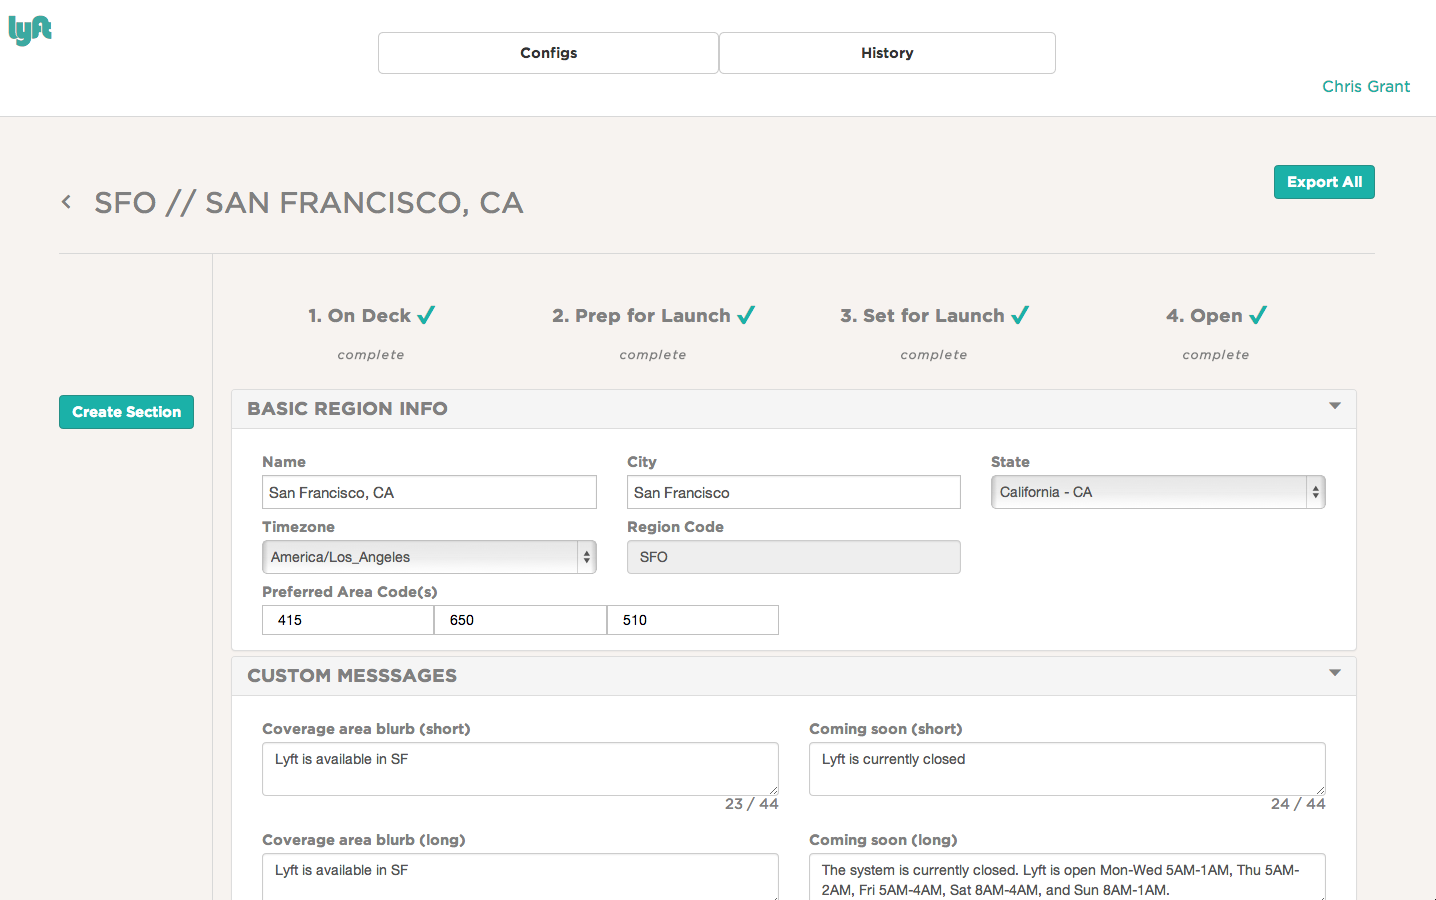 lyft
Configs
History
Chris Grant
SFO // SAN FRANCISCO, CA
Export All
1. On Deck
2. Prep for Launch
3. Set for Launch
4. Open
complete
complete
complete
complete
Create Section
BASIC REGION INFO
Name
City
State
San Francisco, CA
San Francisco
California - CA
Timezone
Region Code
America/Los_Angeles
SFO
Preferred Area Code(s)
415
650
510
CUSTOM MESSSAGES
Coverage area blurb (short)
Coming soon (short)
Lyft is available in SF
Lyft is currently closed
23 / 44
24 / 44
Coverage area blurb (long)
Coming soon (long)
Lyft is available in SF
The system is currently closed. Lyft is open Mon-Wed 5AM-1AM, Thu 5AM-
2AM, Fri 5AM-4AM, Sat 8AM-4AM, and Sun 8AM-1AM.